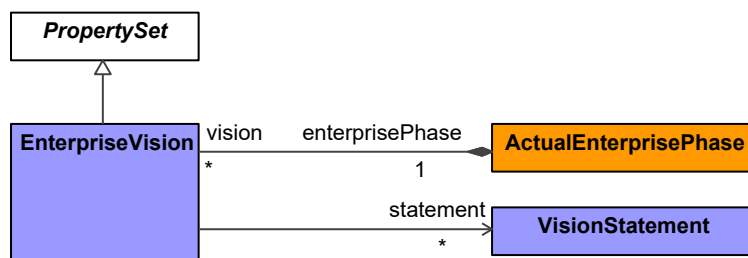 PropertySet
EnterpriseVision
vision
enterprisePhase
*
1
ActualEnterprisePhase
statement
*
VisionStatement